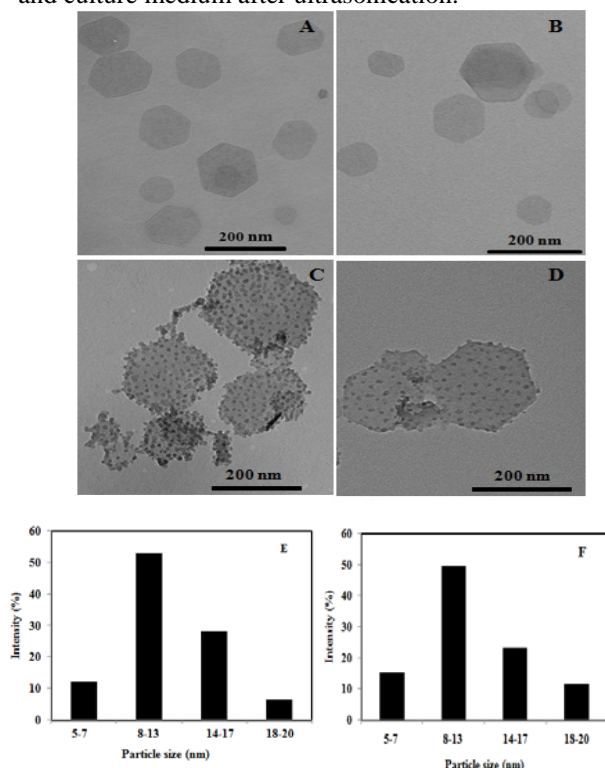 and culture medium after ultrasonication.
A
B
200 nm
200 nm
C
D
200 nm
200 nm
60
50
40
30
20
10
0
Intensity (%)
E
5-7
8-13
14-17
18-20
Particle size (nm)
60
50
40
30
20
10
0
Intensity (%)
F
5-7
8-13
14-17
18-20
Particle size (nm)